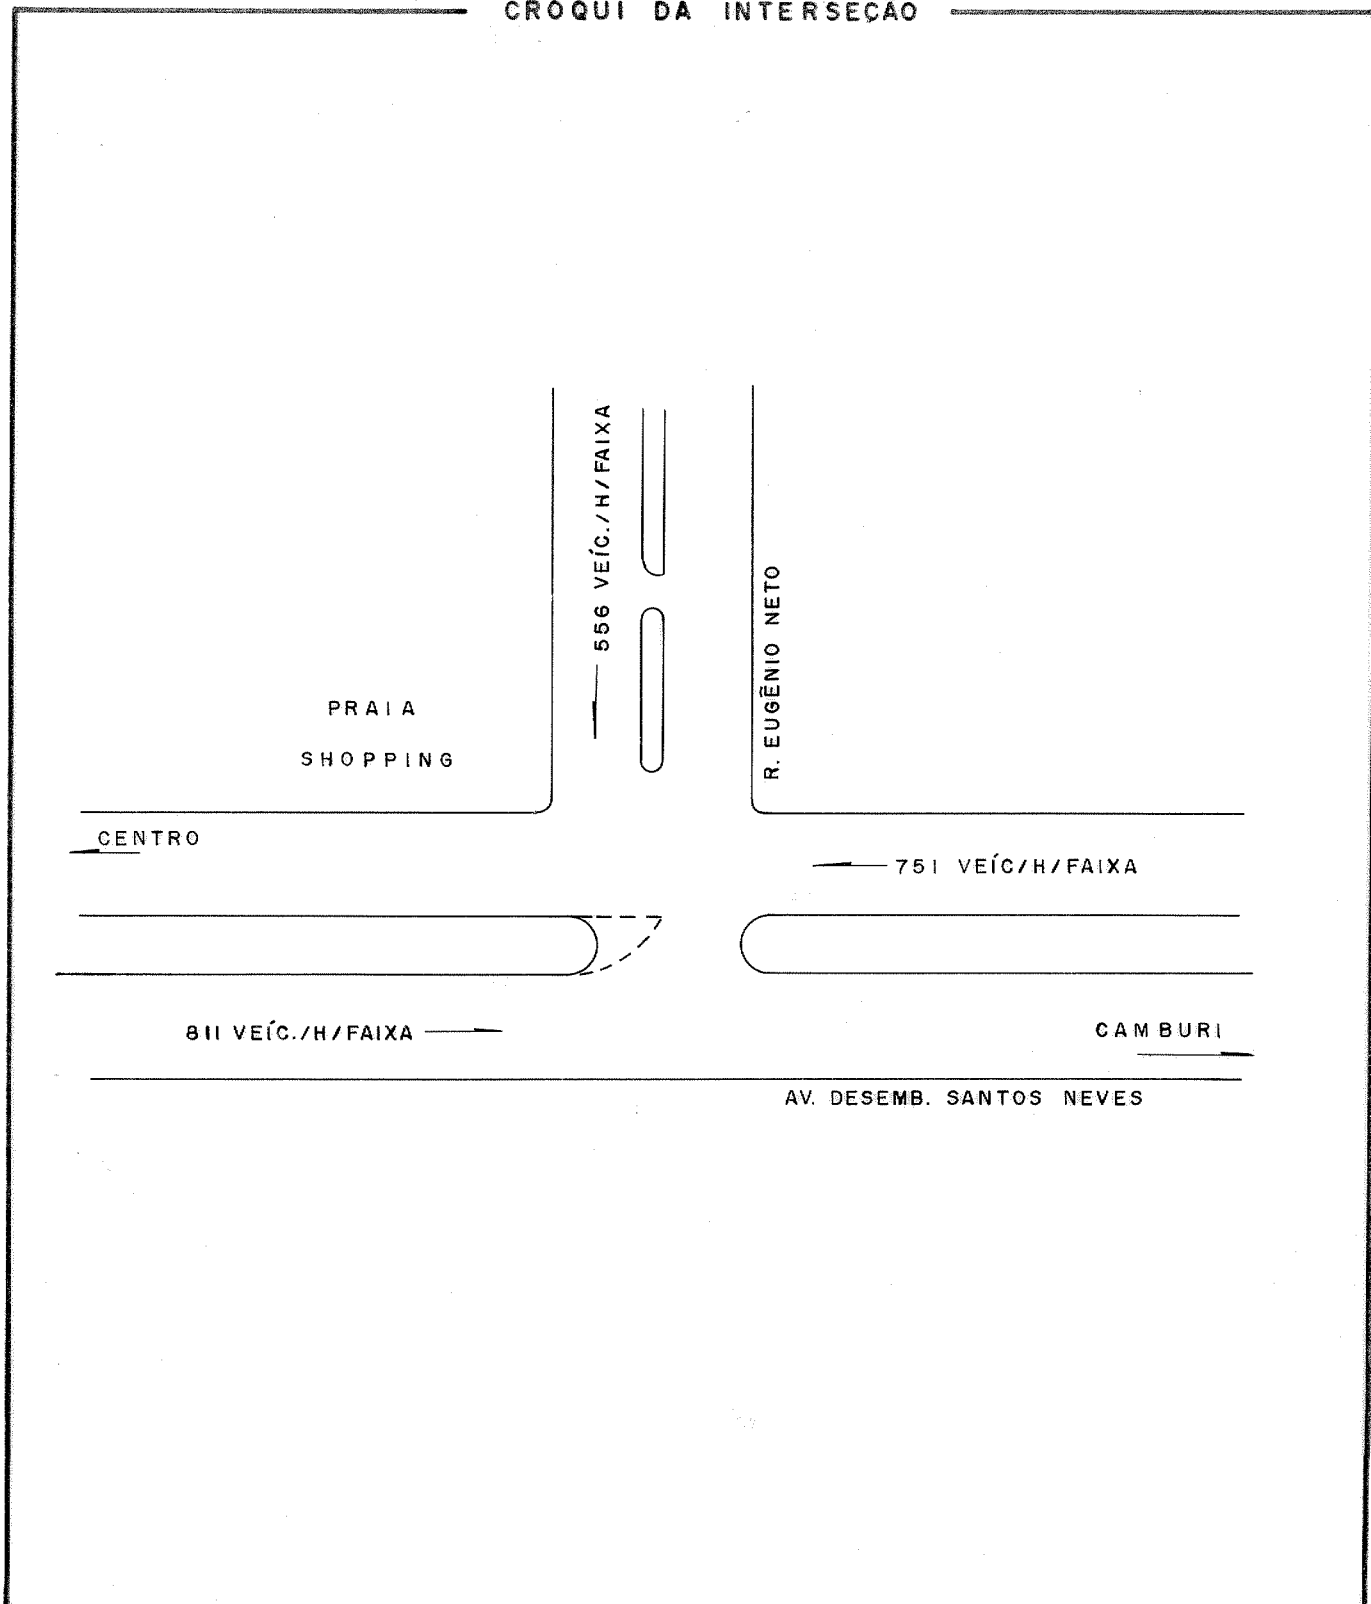 CROQUI DA INTERSEÇÃO
556 VEÍC./H/FAIXA
R. EUGÊNIO NETO
PRAIA
SHOPPING
CENTRO
751 VEÍC/H/FAIXA
811 VEÍC./H/FAIXA
CAMBURI
AV. DESEMB. SANTOS NEVES